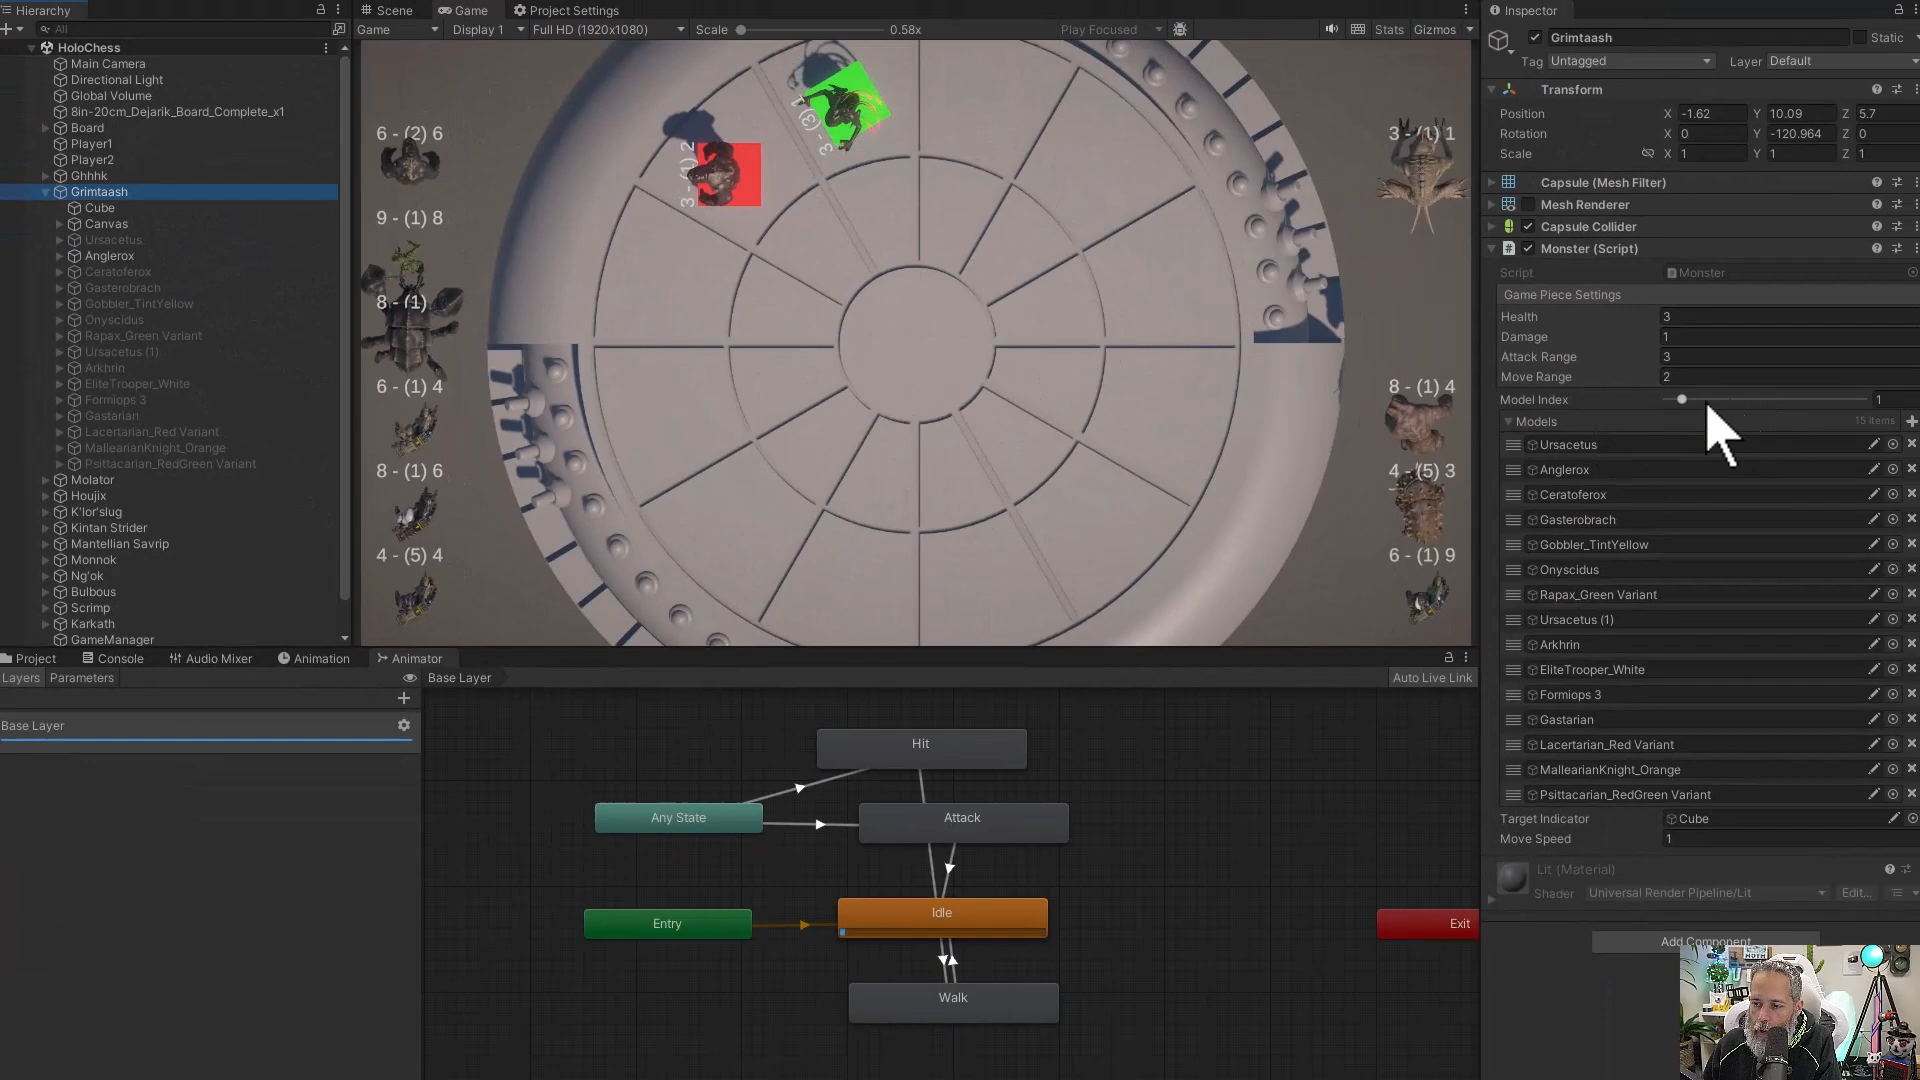 Hierarchy
All
HoloChess
Main Camera
Directional Light
Global Volume
8in-20cm_Dejarik_Board_Complete_x1
Board
Player1
Player2
Ghhhk
Grimtaash
Cube
Canvas
Ursacetus
Anglerox
Ceratoferox
Gasterobrach
Gobbler_TintYellow
Onyscidus
Rapax_Green Variant
Ursacetus (1)
Arkhrin
EliteTrooper_White
Formiops 3
Gastarian
Lacertarian_Red Variant
MallearianKnight_Orange
Psittacarian_RedGreen Variant
Molator
Houjix
K'lor'slug
Kintan Strider
Mantellian Savrip
Monnok
Ng'ok
Bulbous
Scrimp
Karkath
GameManager
Scene
Game
Project Settings
Game
Display 1
Full HD (1920x1080)
Scale
0.58x
Play Focused
Stats
Gizmos
6 - (2) 6
9 - (1) 8
8 - (1)
6 - (1) 4
8 - (1) 6
4 - (5) 4
3 - (1) 2
3 - (3) 1
3 - (1) 1
8 - (1) 4
4 - (5) 3
6 - (1) 9
Project
Console
Audio Mixer
Animation
Animator
Layers
Parameters
Base Layer
Auto Live Link
Base Layer
Hit
Any State
Attack
Entry
Idle
Exit
Walk
Inspector
Grimtaash
Static
Tag Untagged
Layer Default
Transform
Position X -1.62 Y 10.09 Z 5.7
Rotation X 0 Y -120.964 Z 0
Scale X 1 Y 1 Z 1
Capsule (Mesh Filter)
Mesh Renderer
Capsule Collider
Monster (Script)
Script Monster
Game Piece Settings
Health 3
Damage 1
Attack Range 3
Move Range 2
Model Index 1
Models 15 items
Ursacetus
Anglerox
Ceratoferox
Gasterobrach
Gobbler_TintYellow
Onyscidus
Rapax_Green Variant
Ursacetus (1)
Arkhrin
EliteTrooper_White
Formiops 3
Gastarian
Lacertarian_Red Variant
MallearianKnight_Orange
Psittacarian_RedGreen Variant
Target Indicator Cube
Move Speed 1
Lit (Material)
Shader Universal Render Pipeline/Lit Edit...
Add Component